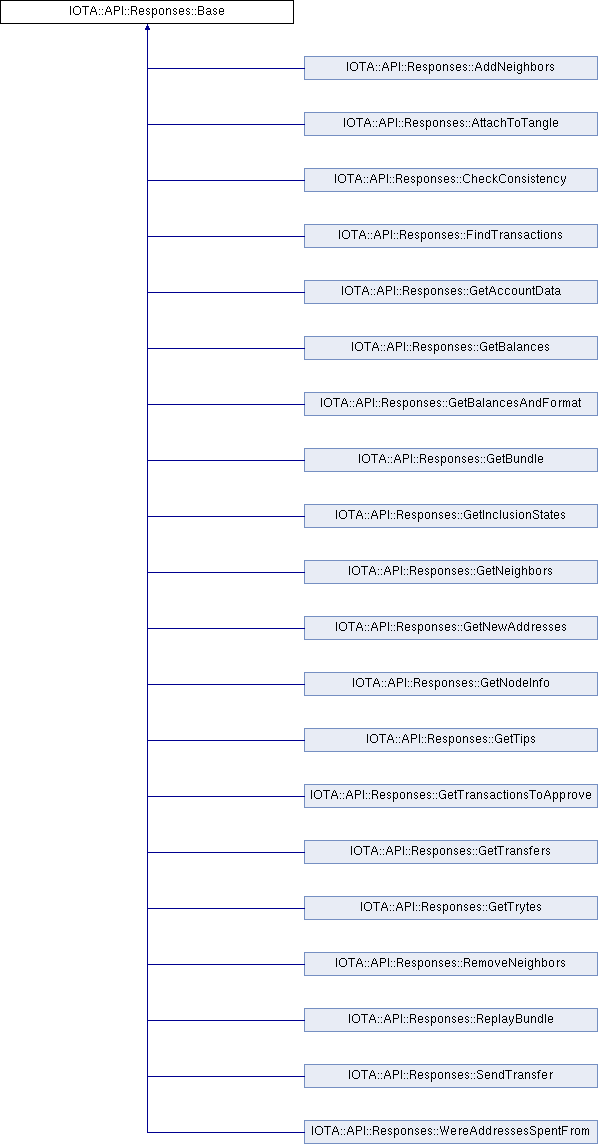 IOTA::API::Responses::Base
IOTA::API::Responses::AddNeighbors
IOTA::API::Responses::AttachToTangle
IOTA::API::Responses::CheckConsistency
IOTA::API::Responses::FindTransactions
IOTA::API::Responses::GetAccountData
IOTA::API::Responses::GetBalances
IOTA::API::Responses::GetBalancesAndFormat
IOTA::API::Responses::GetBundle
IOTA::API::Responses::GetInclusionStates
IOTA::API::Responses::GetNeighbors
IOTA::API::Responses::GetNewAddresses
IOTA::API::Responses::GetNodeInfo
IOTA::API::Responses::GetTips
IOTA::API::Responses::GetTransactionsToApprove
IOTA::API::Responses::GetTransfers
IOTA::API::Responses::GetTrytes
IOTA::API::Responses::RemoveNeighbors
IOTA::API::Responses::ReplayBundle
IOTA::API::Responses::SendTransfer
IOTA::API::Responses::WereAddressesSpentFrom